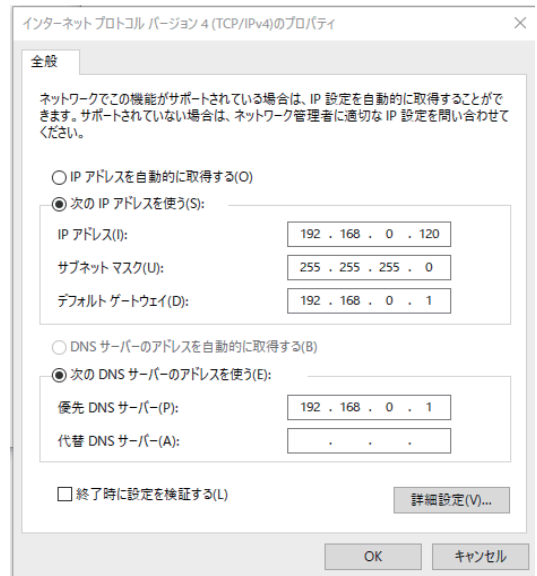 インターネット プロトコル バージョン 4 (TCP/IPv4)のプロパティ
全般
ネットワークでこの機能がサポートされている場合は、IP 設定を自動的に取得することがで
きます。サポートされていない場合は、ネットワーク管理者に適切な IP 設定を問い合わせて
ください。
IP アドレスを自動的に取得する(O)
次の IP アドレスを使う(S):
IP アドレス(I): 192 . 168 . 0 . 120
サブネット マスク(U): 255 . 255 . 255 . 0
デフォルト ゲートウェイ(D): 192 . 168 . 0 . 1
DNS サーバーのアドレスを自動的に取得する(B)
次の DNS サーバーのアドレスを使う(E):
優先 DNS サーバー(P): 192 . 168 . 0 . 1
代替 DNS サーバー(A): . . .
終了時に設定を検証する(L)
詳細設定(V)...
OK キャンセル